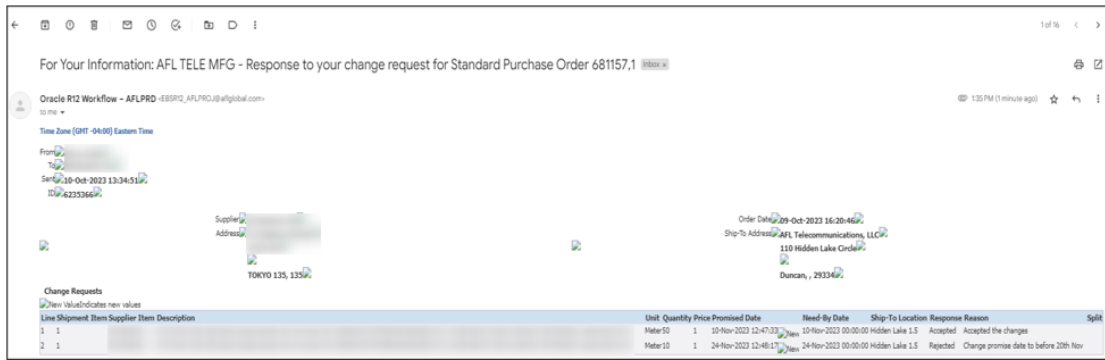 1 of 16
For Your Information: AFL TELE MFG - Response to your change request for Standard Purchase Order 681157,1 Inbox x
Oracle R12 Workflow - AFLPRD <EBSR12_AFLPROJ@aflglobal.com>
1:35 PM (1 minute ago)
to me
Time Zone (GMT -04:00) Eastern Time
From
To
Sent 10-Oct-2023 13:34:51
ID 6235366
Supplier
Order Date 09-Oct-2023 16:20:46
Address
Ship-To Address AFL Telecommunications, LLC
110 Hidden Lake Circle
TOKYO 135, 135
Duncan, , 29334
Change Requests
New ValueIndicates new values
Line Shipment Item Supplier Item Description Unit Quantity Price Promised Date Need-By Date Ship-To Location Response Reason Split
1 1 Meter 50 1 10-Nov-2023 12:47:33 New 10-Nov-2023 00:00:00 Hidden Lake 1.5 Accepted Accepted the changes
2 1 Meter 10 1 24-Nov-2023 12:48:17 New 24-Nov-2023 00:00:00 Hidden Lake 1.5 Rejected Change promise date to before 20th Nov